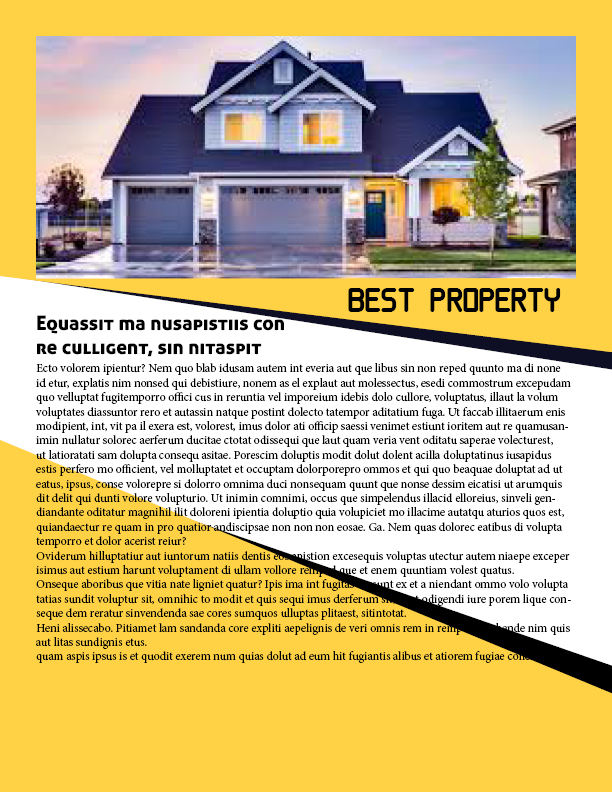 BEST PROPERTY
Equassit ma nusapistiis con
re culligent, sin nitaspit
Ecto volorem ipientur? Nem quo blab idusam autem int everia aut que libus sin non reped quunto ma di none
id etur, explatis nim nonsed qui debistiure, nonem as el explaut aut molessectus, esedi commostrum excepudam
quo velluptat fugitemporro offici cus in reruntia vel imporeium idebis dolo cullore, voluptatus, illaut la volum
voluptates diassuntor rero et autassin natque postint dolecto tatempor aditatium fuga. Ut faccab illitaerum enis
modipient, int, vit pa il exera est, volorest, imus dolor ati officip saessi venimet estiunt ioritem aut re quamusan-
imin nullatur solorec aerferum ducitae ctotat odissequi que laut quam veria vent oditatu saperae volecturest,
ut latioratati sam dolupta consequ asitae. Porescim doluptis modit dolut dolent acilla doluptatinus iusapidus
estis perfero mo officient, vel molluptatet et occuptam dolorporepro ommos et qui quo beaquae doluptat ad ut
eatus, ipsus, conse volorepre si dolorro omnima duci nonsequam quunt que nonse dessim eicatisi ut arumquis
dit delit qui dunti volore volupturio. Ut inimin comnimi, occus que simpelendus illacid elloreius, sinveli gen-
diandante oditatur magnihil ilit doloreni ipientia doluptio quia volupiciet mo illacime autatqu aturios quos est,
quiandaectur re quam in pro quatior andiscipsae non non non eosae. Ga. Nem quas dolorec eatibus di volupta
temporro et dolor acerist reiur?
Oviderum hilluptatiur aut iuntorum natiis dentis eos apistion excesequis voluptas utectur autem niaepe exceper
isimus aut estium harunt voluptament di ullam vollore remped que et enem quuntiam volest quatus.
Onseque aboribus que vitia nate ligniet quatur? Ipis ima int fugitas unt ex et a niendant ommo volo volupta
tatias sundit voluptur sit, omnihic to modit et quis sequi imus derferum odigendi iure porem lique con-
seque dem reratur sinvendenda sae cores sumquos ulluptas plitaest, sitintotat.
Heni alissecabo. Pitiamet lam sandanda core expliti aepelignis de veri omnis rem in nim quis
aut litas sundignis etus.
quam aspis ipsus is et quodit exerem num quias dolut ad eum hit fugiantis alibus et atiorem fugiae